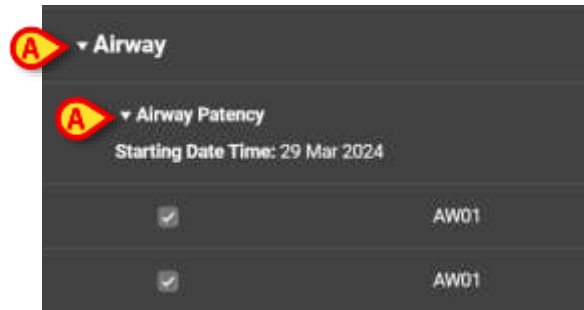 A Airway
A Airway Patency
Starting Date Time: 29 Mar 2024
AW01
AW01